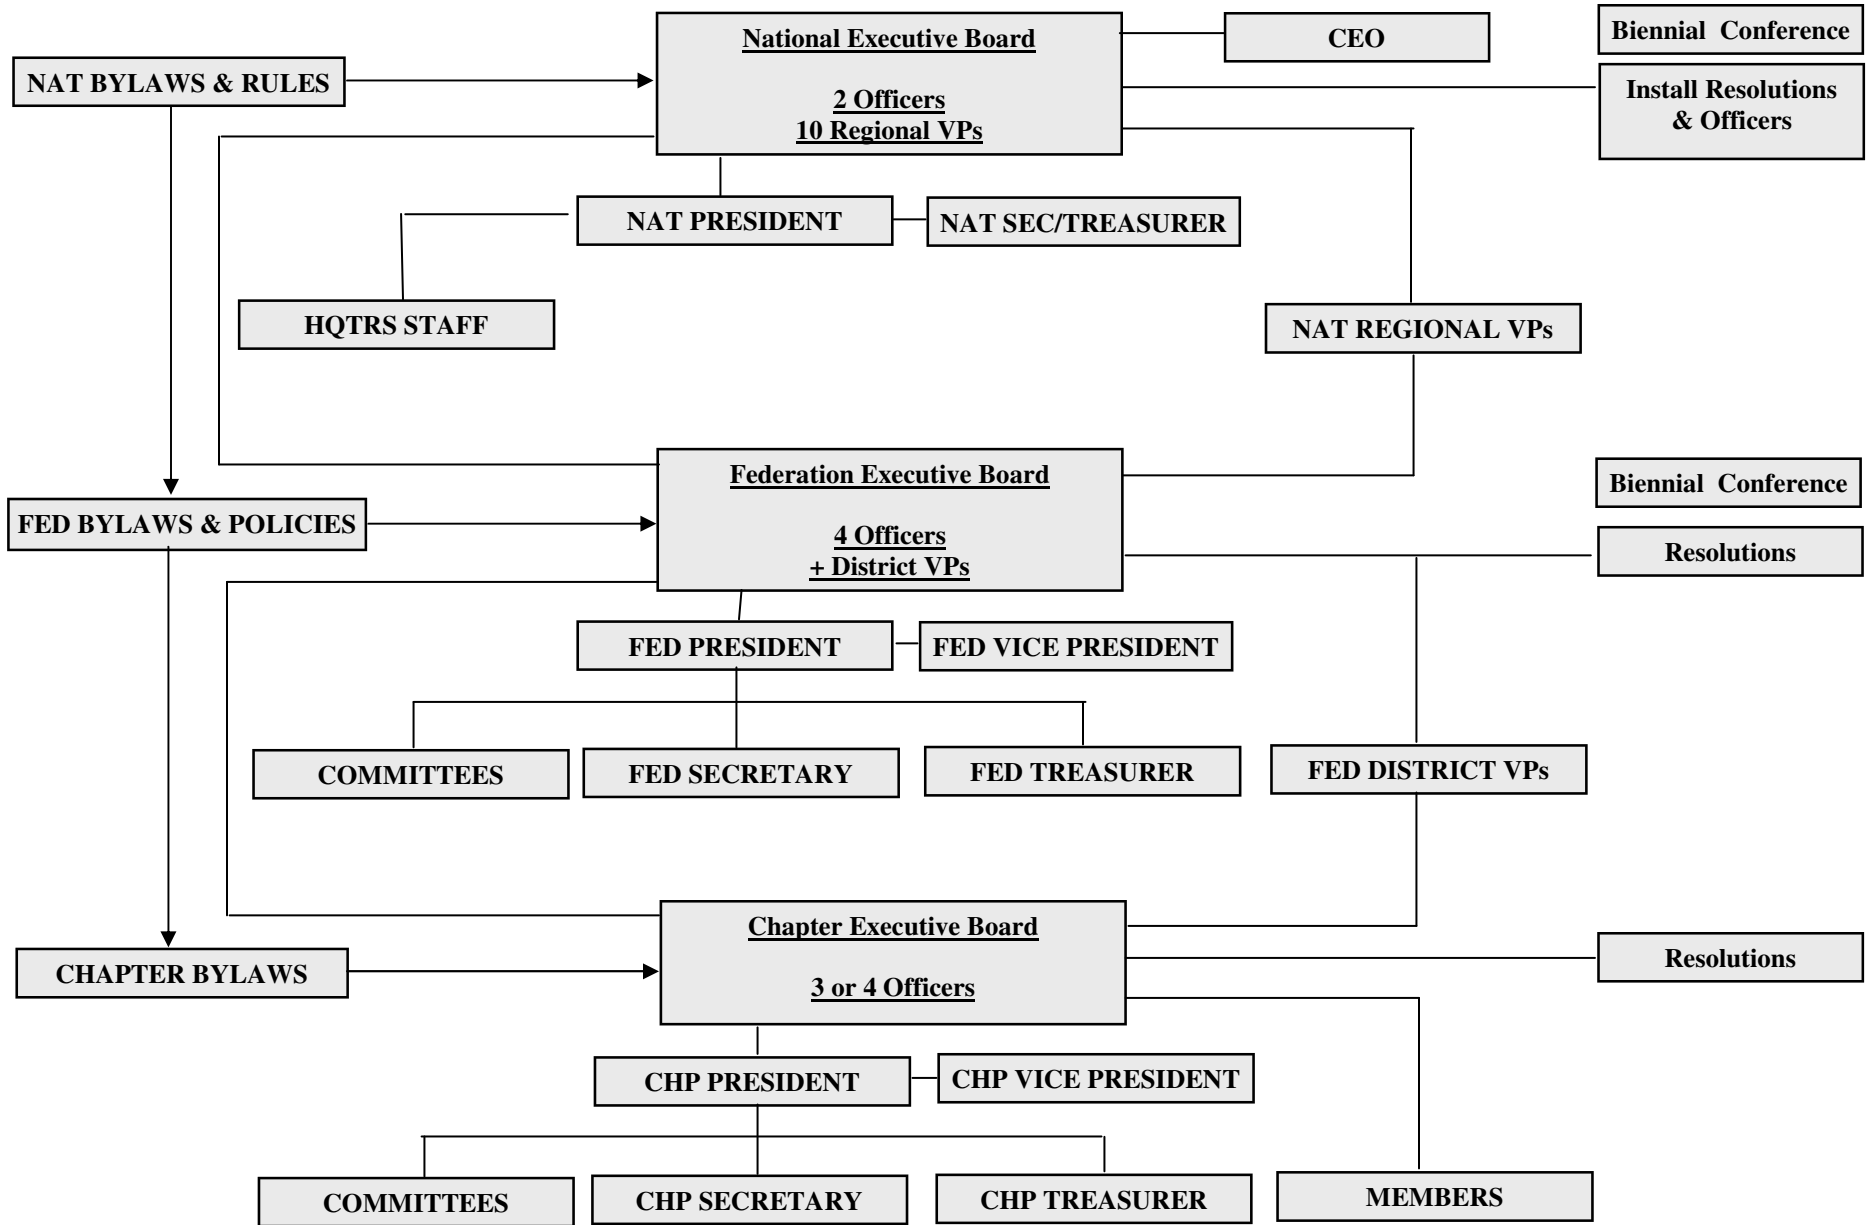 National Executive Board
2 Officers
10 Regional VPs
CEO
Biennial  Conference
Install Resolutions
& Officers
NAT BYLAWS & RULES
NAT PRESIDENT
NAT SEC/TREASURER
HQTRS STAFF
NAT REGIONAL VPs
Federation Executive Board
4 Officers
+ District VPs
Biennial  Conference
Resolutions
FED BYLAWS & POLICIES
FED PRESIDENT
FED VICE PRESIDENT
COMMITTEES
FED SECRETARY
FED TREASURER
FED DISTRICT VPs
Chapter Executive Board
3 or 4 Officers
Resolutions
CHAPTER BYLAWS
CHP PRESIDENT
CHP VICE PRESIDENT
COMMITTEES
CHP SECRETARY
CHP TREASURER
MEMBERS